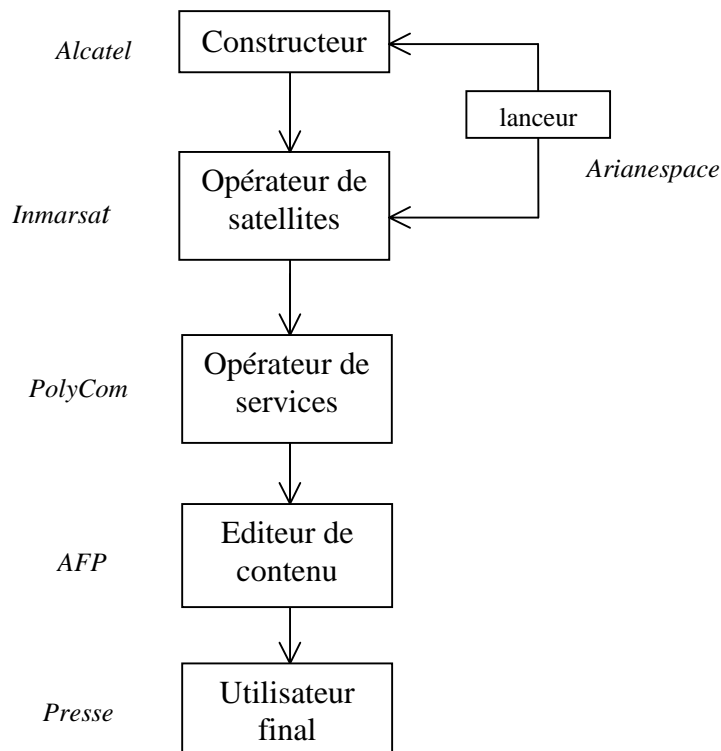 Alcatel
Constructeur
lanceur
Arianespace
Inmarsat
Opérateur de
satellites
PolyCom
Opérateur de
services
AFP
Editeur de
contenu
Presse
Utilisateur
final